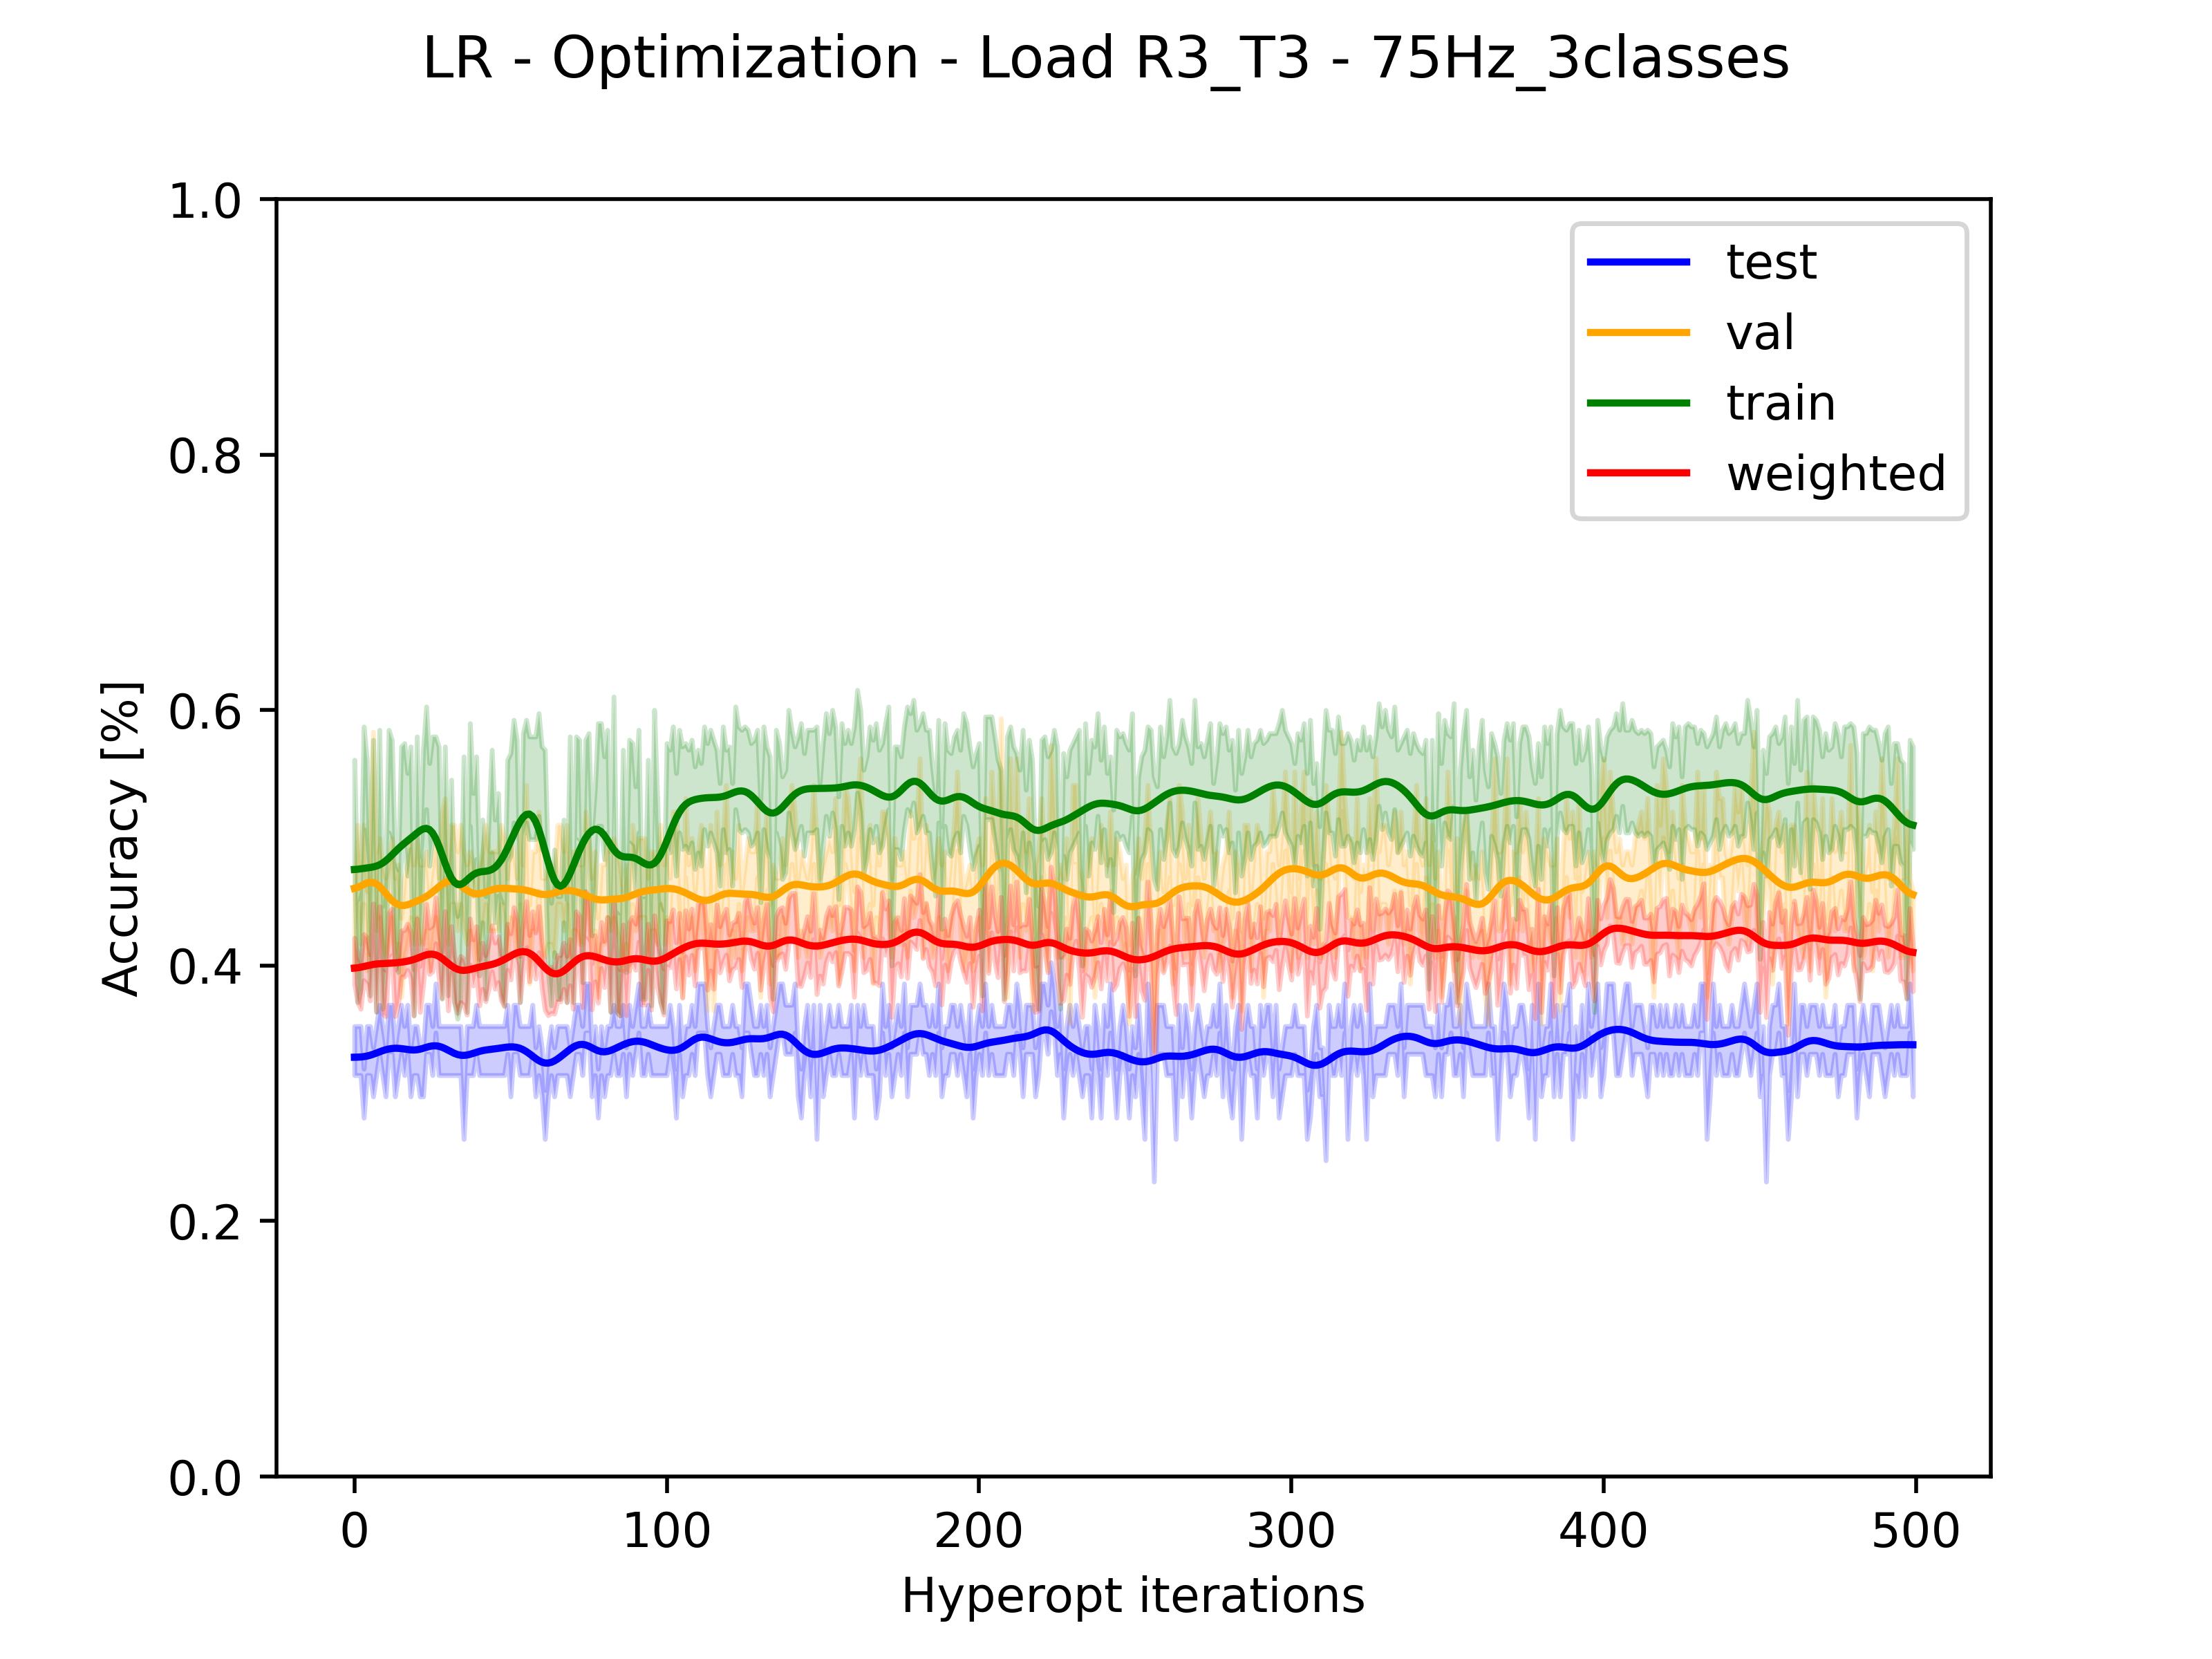 LR - Optimization - Load R3_T3 - 75Hz_3classes
1.0
0.8
0.6
0.4
0.2
0.0
Accuracy [%]
test
val
train
weighted
0 100 200 300 400 500
Hyperopt iterations